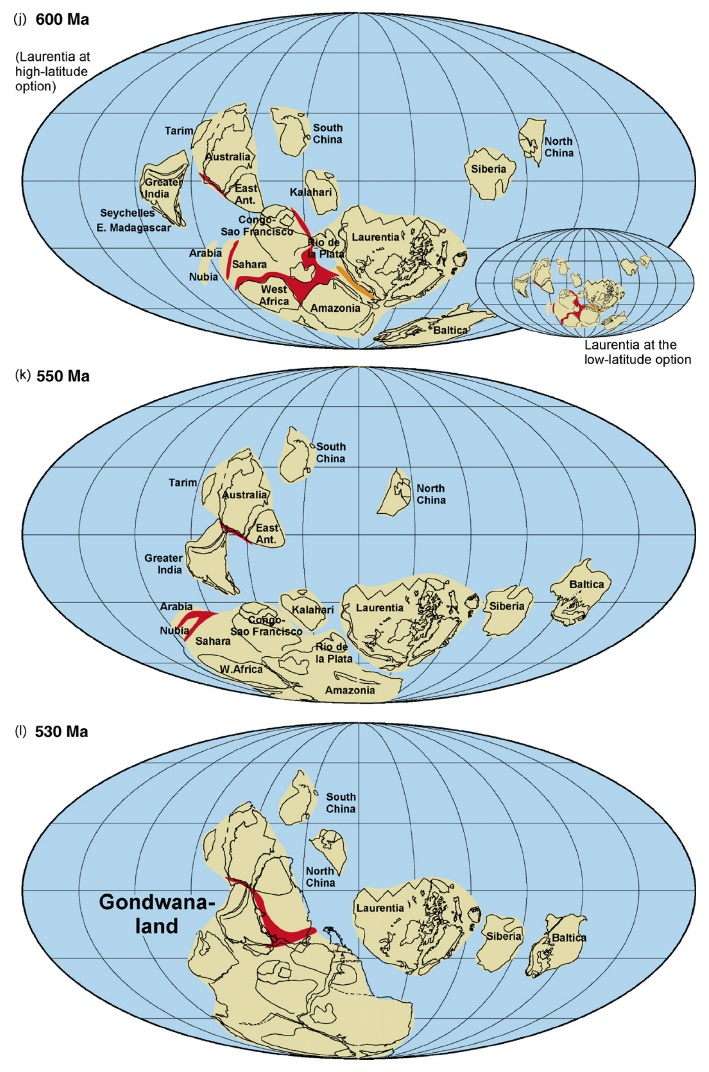 (j) 600 Ma
(Laurentia at
high-latitude
option)
Tarim
South
China
North
China
Australia
Siberia
Greater
India
East
Ant.
Kalahari
Seychelles
E. Madagascar
Congo-
Sao Francisco
Rio de
la Plata
Laurentia
Arabia
Sahara
Nubia
West
Africa
Amazonia
Baltica
Laurentia at the
low-latitude option
(k) 550 Ma
South
China
Tarim
Australia
North
China
East
Ant.
Greater
India
Baltica
Arabia
Kalahari
Laurentia
Siberia
Congo-
Sao Francisco
Nubia
Sahara
Rio de
la Plata
W.Africa
Amazonia
(l) 530 Ma
South
China
North
China
Gondwana-
land
Laurentia
Siberia
Baltica